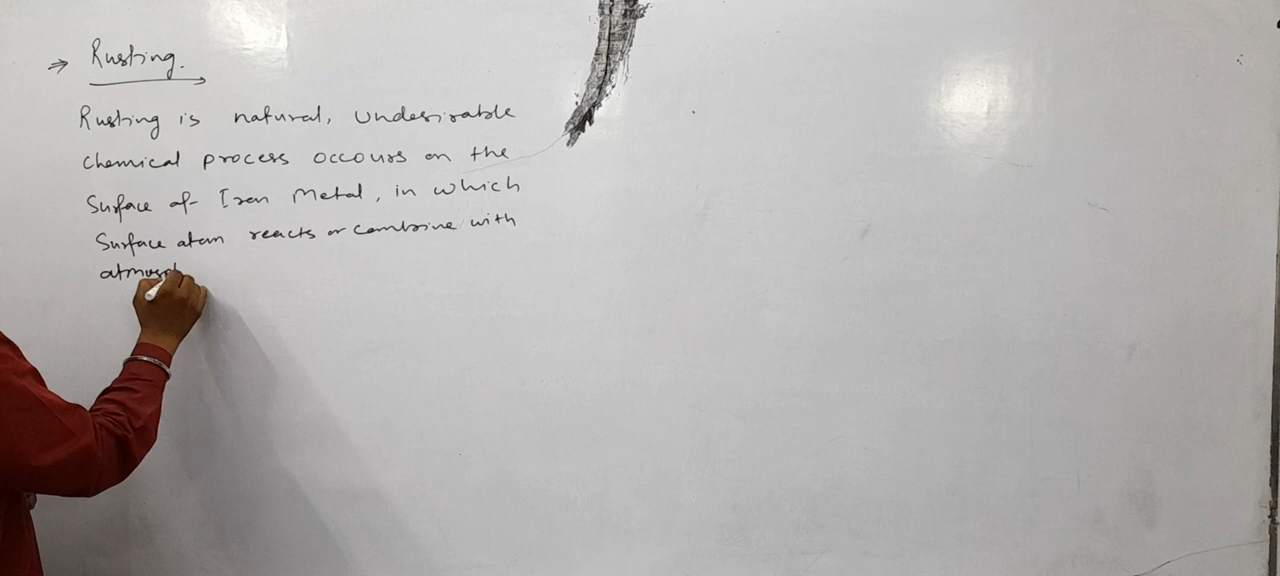 ⇒ Rusting.
Rusting is natural, undesirable
chemical process occours on the
Surface of Iron Metal, in which
Surface atom reacts or combine with